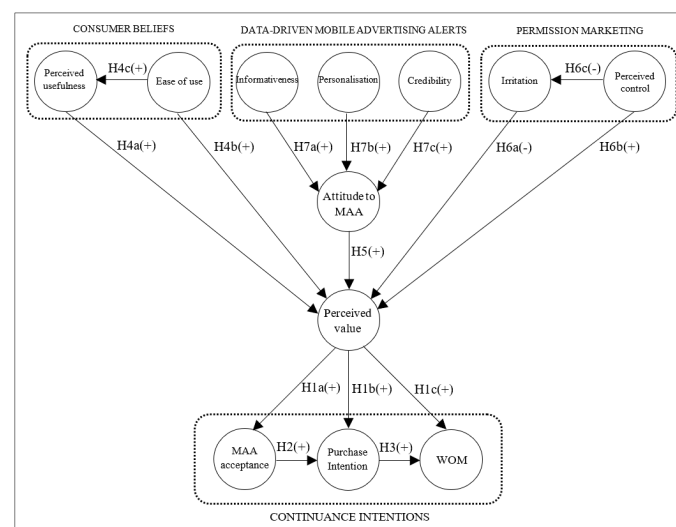 CONSUMER BELIEFS
DATA-DRIVEN MOBILE ADVERTISING ALERTS
PERMISSION MARKETING
Perceived
usefulness
H4c(+)
Ease of use
Informativeness
Personalisation
Credibility
Irritation
H6c(-)
Perceived
control
H4a(+)
H4b(+)
H7a(+)
H7b(+)
H7c(+)
H6a(-)
H6b(+)
Attitude to
MAA
H5(+)
Perceived
value
H1a(+)
H1b(+)
H1c(+)
MAA
acceptance
H2(+)
Purchase
Intention
H3(+)
WOM
CONTINUANCE INTENTIONS